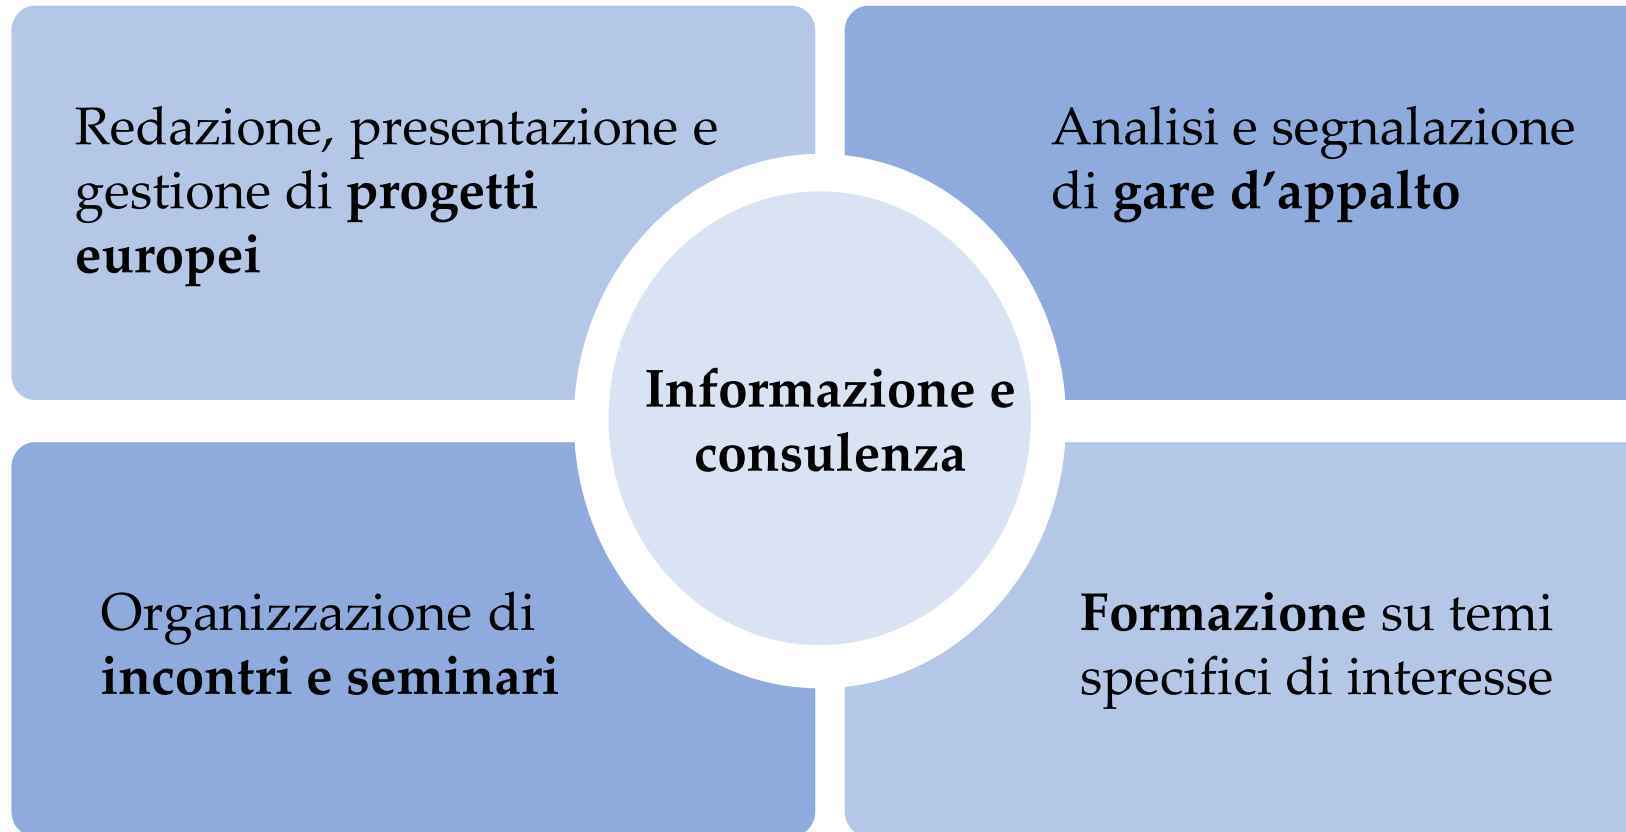 Redazione, presentazione e
gestione di progetti
europei
Analisi e segnalazione
di gare d’appalto
Informazione e
consulenza
Organizzazione di
incontri e seminari
Formazione su temi
specifici di interesse